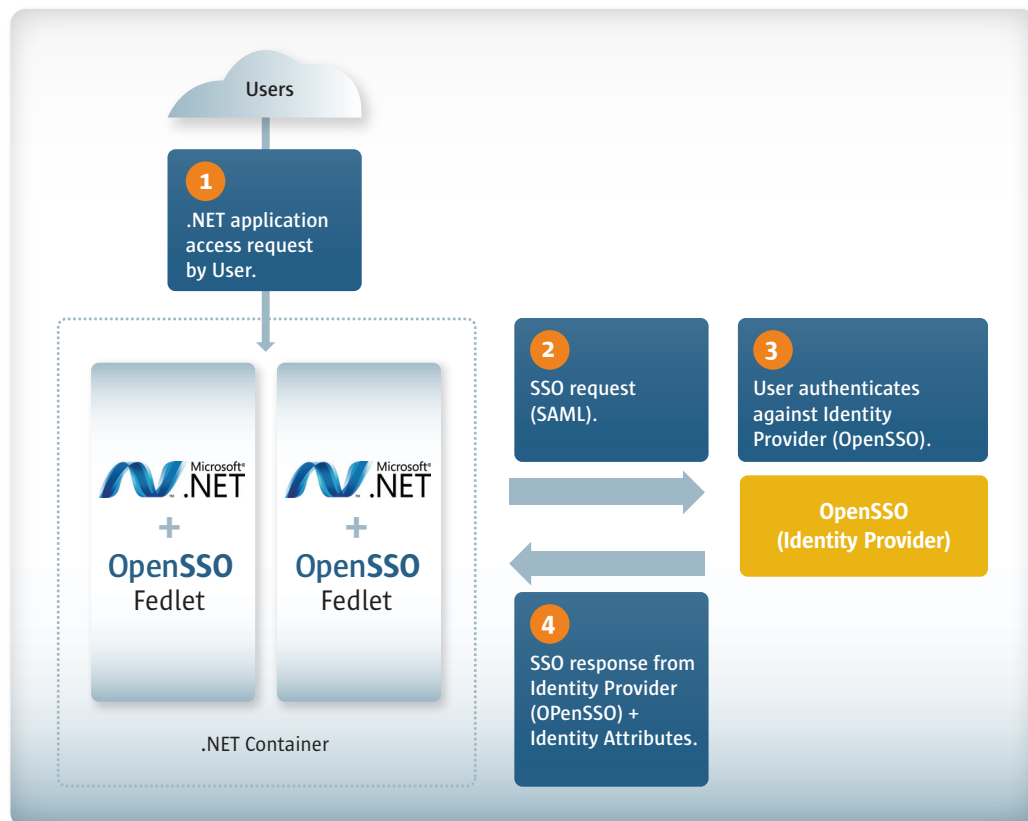 Users
1
.NET application
access request
by User.
2
SSO request
(SAML).
3
User authenticates
against Identity
Provider (OpenSSO).
Microsoft®
.NET™
+
OpenSSO
Fedlet
Microsoft®
.NET™
+
OpenSSO
Fedlet
OpenSSO
(Identity Provider)
4
SSO response from
Identity Provider
(OPenSSO) +
Identity Attributes.
.NET Container